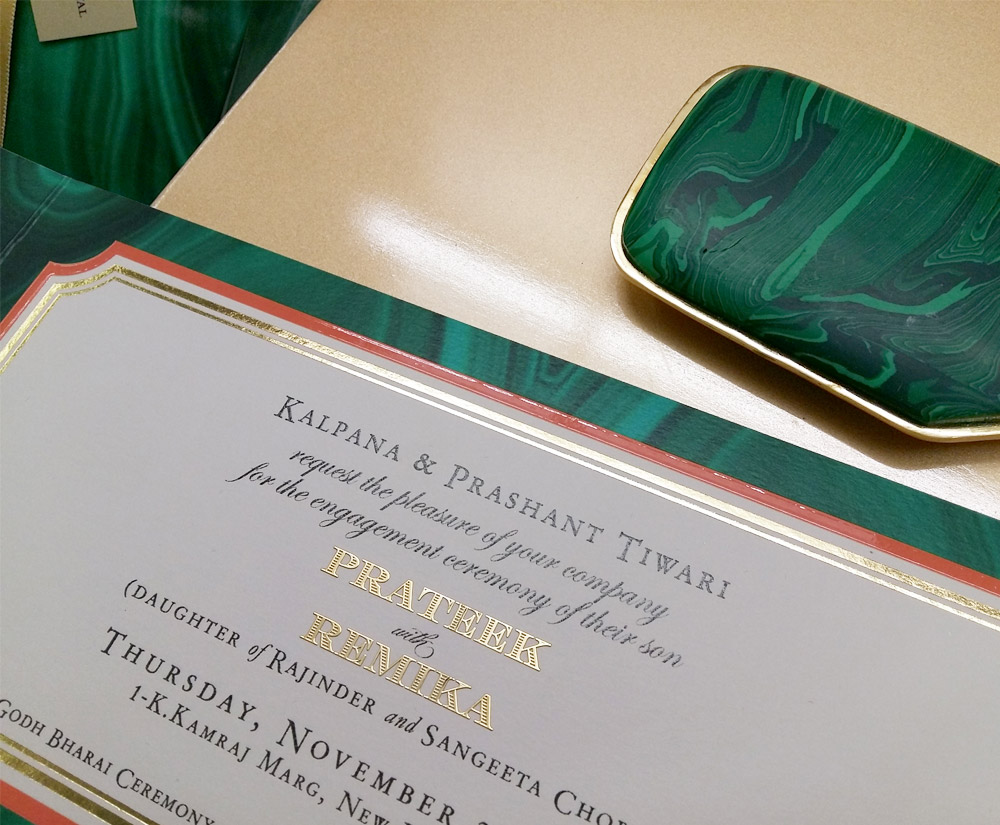 KALPANA & PRASHANT TIWARI
request the pleasure of your company
for the engagement ceremony of their son
PRATEEK
with
REMIKA
(DAUGHTER of RAJINDER and SANGEETA
THURSDAY, NOVEMBER
1-K.KAMRAJ MARG, NEW
GODH BHARAI CEREMONY